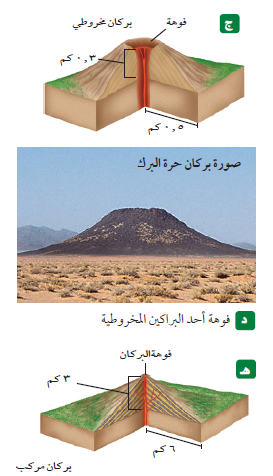 ج
فوهة
بركان مخروطي
٠,٣ كم
٠,٥ كم
صورة بركان حرة البرك
د فوهة أحد البراكين المخروطية
هـ
فوهة البركان
٣ كم
٦ كم
بركان مركب